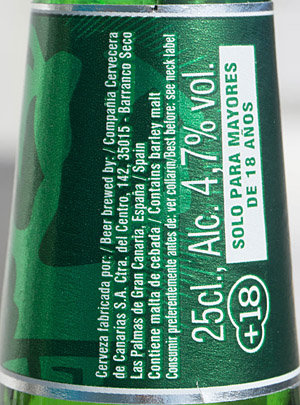 Cerveza fabricada por: / Beer brewed by: / Compañía Cervecera
de Canarias S.A. Ctra. del Centro, 142, 35015 - Barranco Seco
Las Palmas de Gran Canaria, España / Spain
Contiene malta de cebada / Contains barley malt
Consumir preferentemente antes de: ver collarín/Best before: see neck label
25cl., Alc. 4,7% vol.
+18
SOLO PARA MAYORES
DE 18 AÑOS